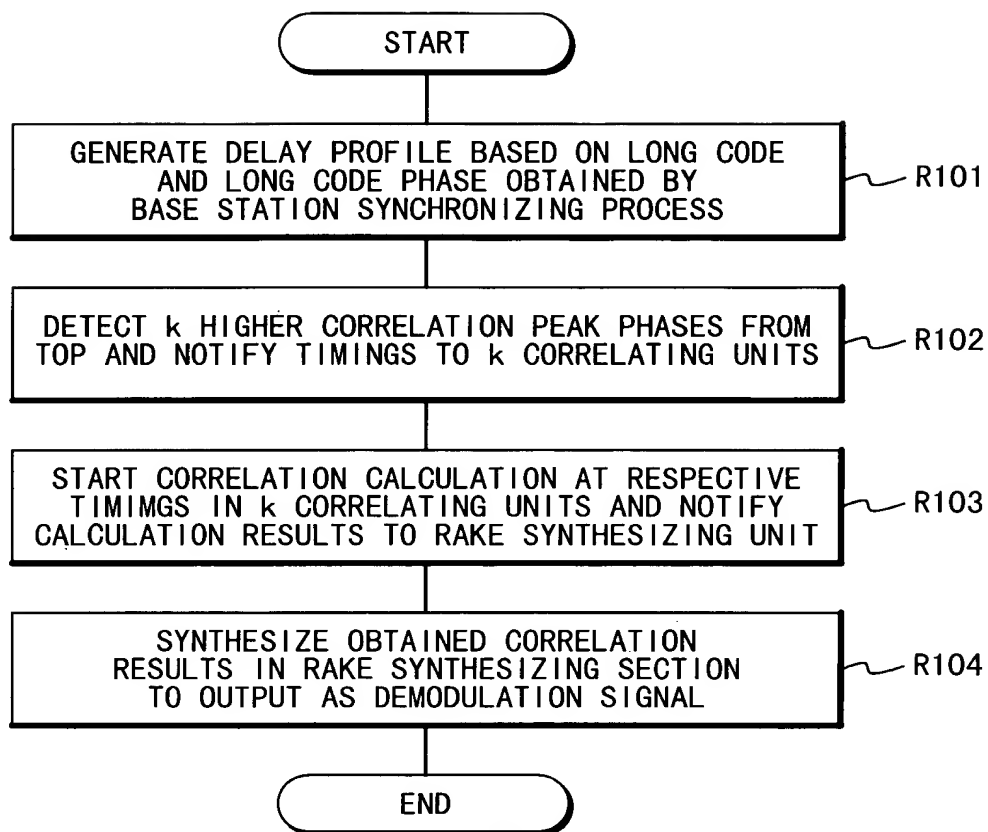 START
GENERATE DELAY PROFILE BASED ON LONG CODE
AND LONG CODE PHASE OBTAINED BY
BASE STATION SYNCHRONIZING PROCESS
R101
DETECT k HIGHER CORRELATION PEAK PHASES FROM
TOP AND NOTIFY TIMINGS TO k CORRELATING UNITS
R102
START CORRELATION CALCULATION AT RESPECTIVE
TIMIMGS IN k CORRELATING UNITS AND NOTIFY
CALCULATION RESULTS TO RAKE SYNTHESIZING UNIT
R103
SYNTHESIZE OBTAINED CORRELATION
RESULTS IN RAKE SYNTHESIZING SECTION
TO OUTPUT AS DEMODULATION SIGNAL
R104
END